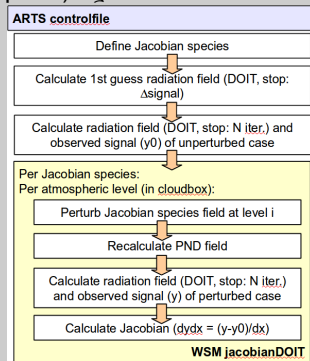 ARTS controlfile
Define Jacobian species
Calculate 1st guess radiation field (DOIT, stop:
Δsignal)
Calculate radiation field (DOIT, stop: N iter.) and
observed signal (y0) of unperturbed case
Per Jacobian species:
Per atmospheric level (in cloudbox):
Perturb Jacobian species field at level i
Recalculate PND field
Calculate radiation field (DOIT, stop: N iter.)
and observed signal (y) of perturbed case
Calculate Jacobian (dydx = (y-y0)/dx)
WSM jacobianDOIT